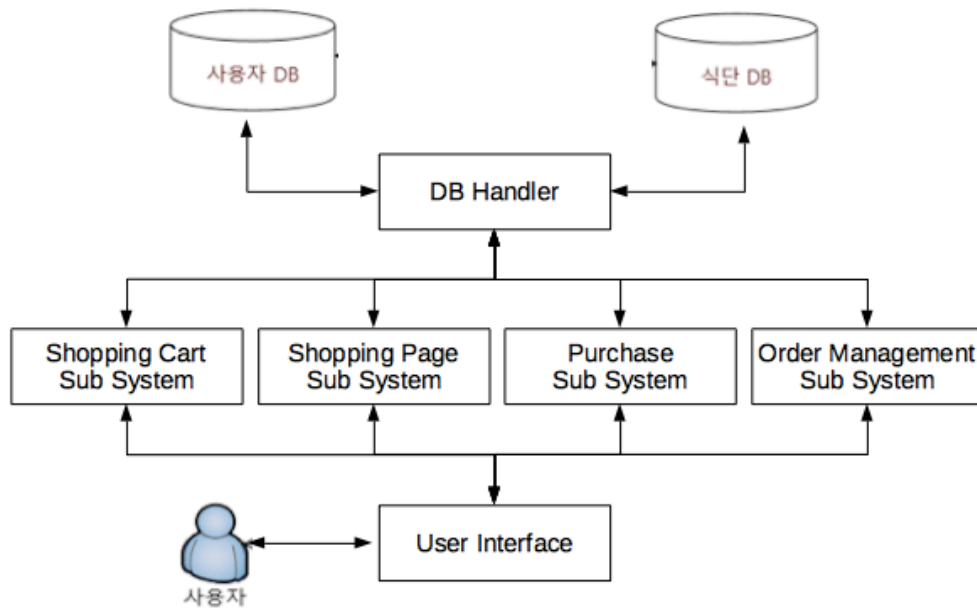 사용자 DB
식단 DB
DB Handler
Shopping Cart
Sub System
Shopping Page
Sub System
Purchase
Sub System
Order Management
Sub System
User Interface
사용자